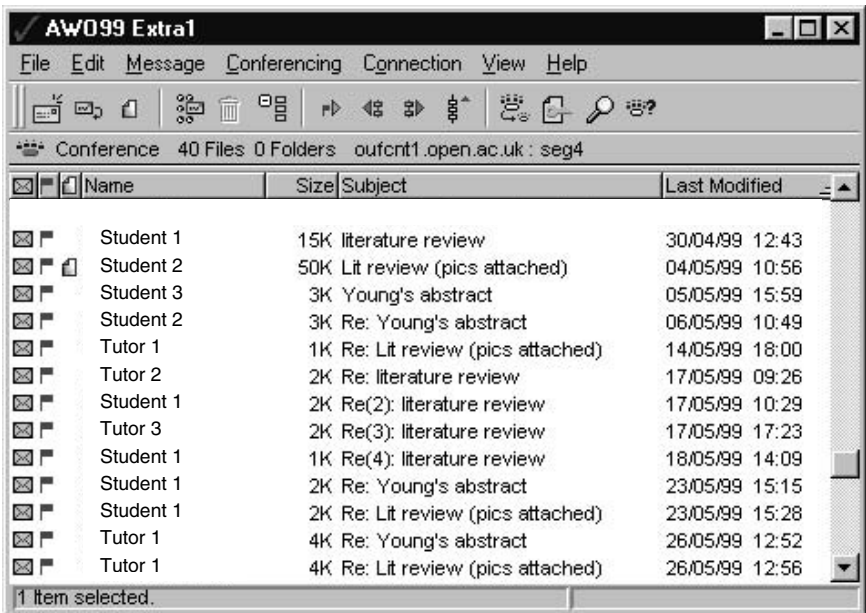 AWO99 Extra1
File Edit Message Conferencing Connection View Help
Conference 40 Files 0 Folders oufcnt1.open.ac.uk : seg4
Name Size Subject Last Modified
Student 1 15K literature review 30/04/99 12:43
Student 2 50K Lit review (pics attached) 04/05/99 10:56
Student 3 3K Young's abstract 05/05/99 15:59
Student 2 3K Re: Young's abstract 06/05/99 10:49
Tutor 1 1K Re: Lit review (pics attached) 14/05/99 18:00
Tutor 2 2K Re: literature review 17/05/99 09:26
Student 1 2K Re(2): literature review 17/05/99 10:29
Tutor 3 2K Re(3): literature review 17/05/99 17:23
Student 1 1K Re(4): literature review 18/05/99 14:09
Student 1 2K Re: Young's abstract 23/05/99 15:15
Student 1 2K Re: Lit review (pics attached) 23/05/99 15:28
Tutor 1 4K Re: Young's abstract 26/05/99 12:52
Tutor 1 4K Re: Lit review (pics attached) 26/05/99 12:56
1 Item selected.